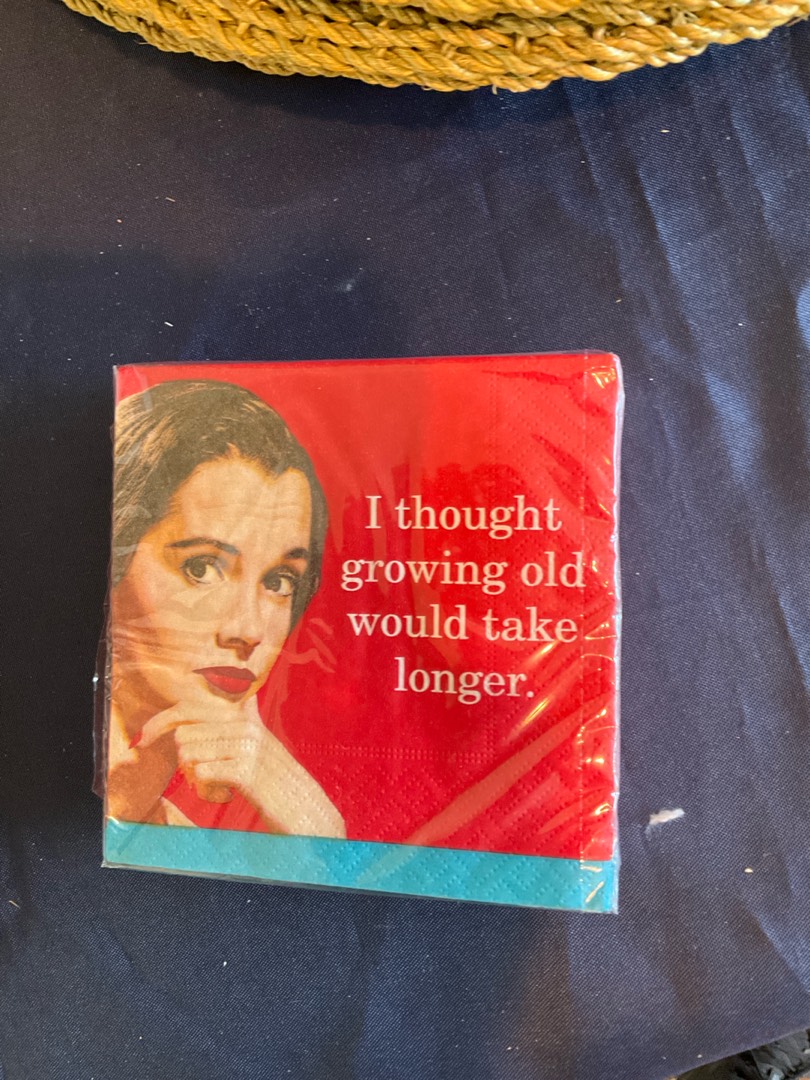 I thought
growing old
would take
longer.